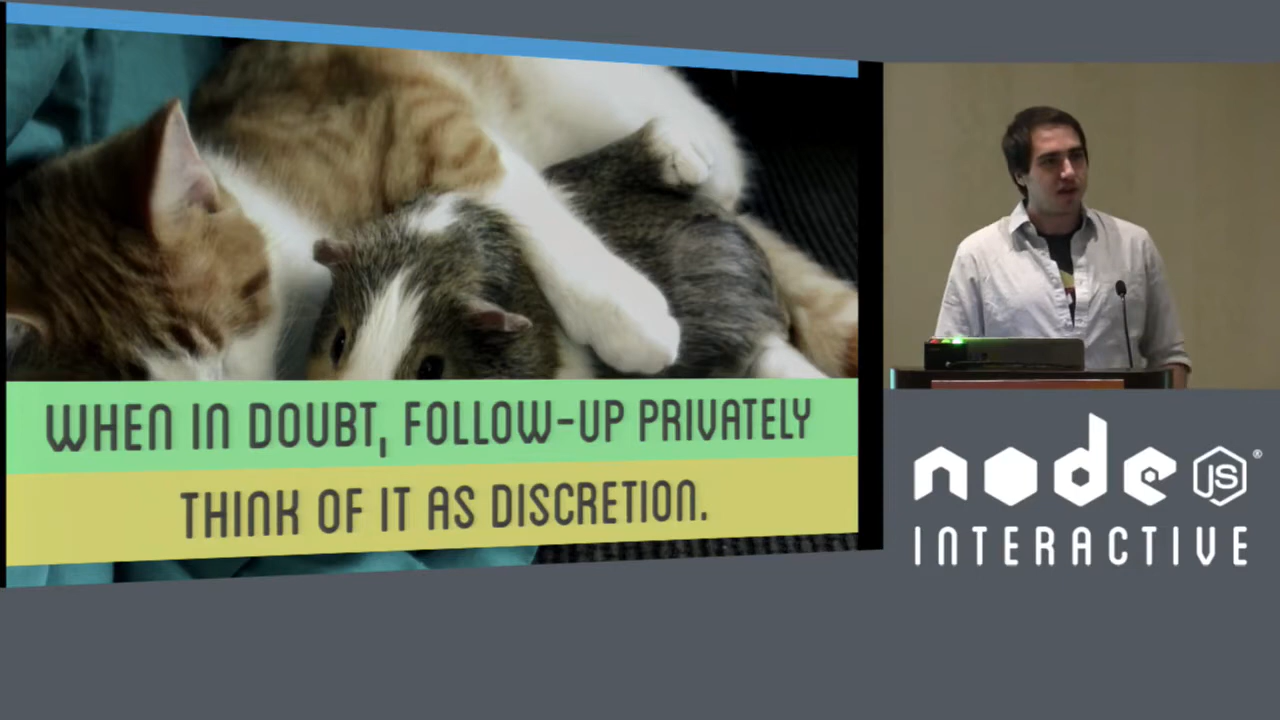 WHEN IN DOUBT, FOLLOW-UP PRIVATELY
THINK OF IT AS DISCRETION.
node JS ®
INTERACTIVE